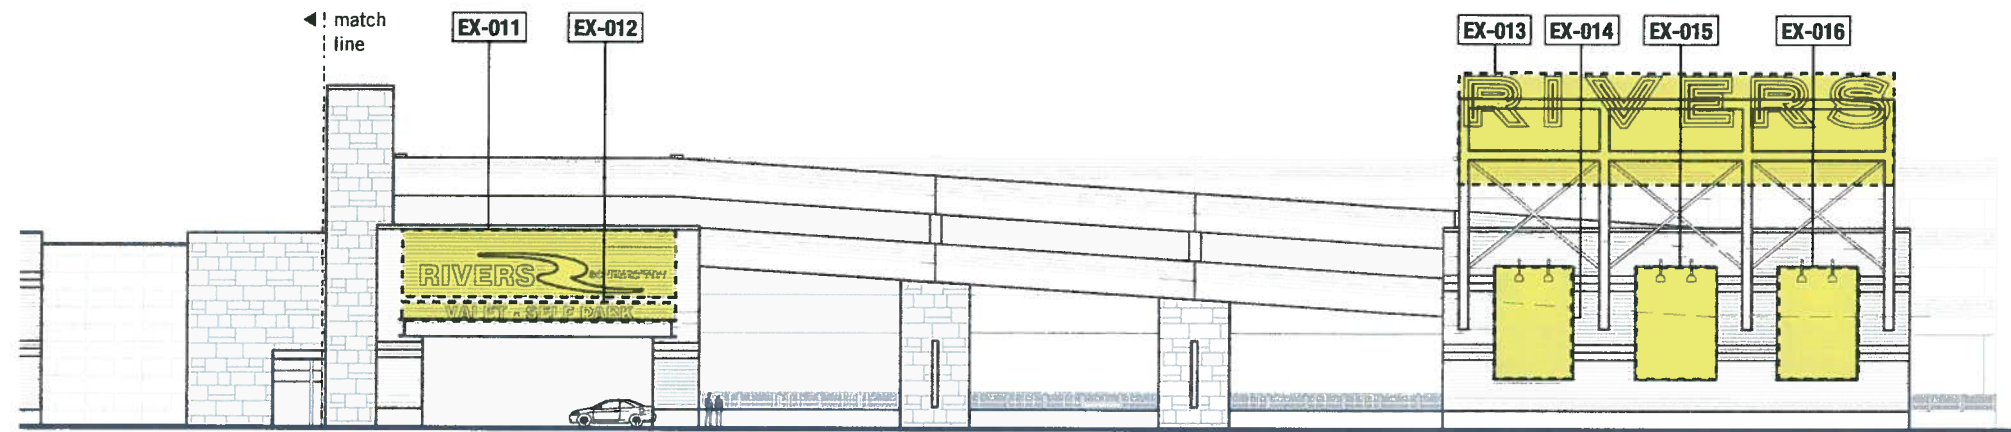 match
line
EX-011
EX-012
EX-013
EX-014
EX-015
EX-016
RIVERS
RIVERS
VALET • SELF PARK